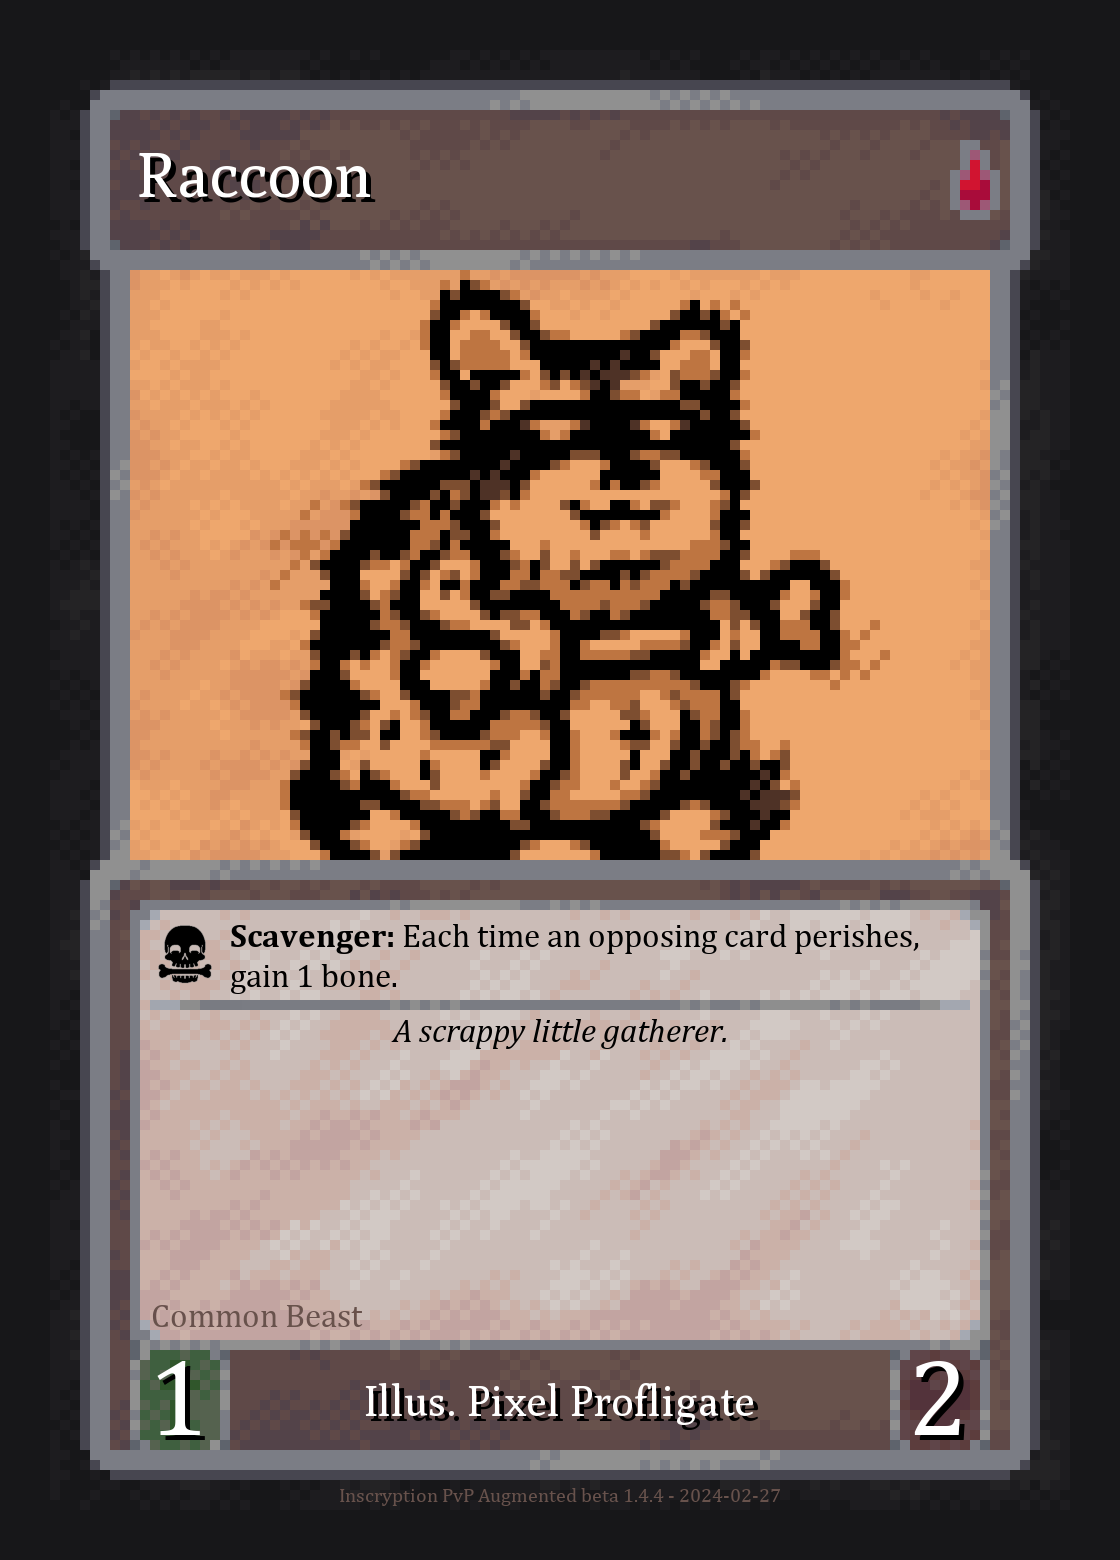 Raccoon
Scavenger: Each time an opposing card perishes,
gain 1 bone.
A scrappy little gatherer.
Common Beast
1
Illus. Pixel Profligate
2
Inscryption PvP Augmented beta 1.4.4 - 2024-02-27